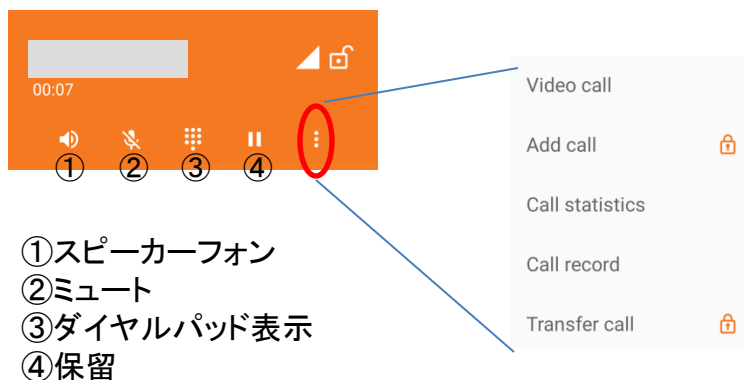 00:07
① ② ③ ④
Video call
Add call
Call statistics
Call record
Transfer call
①スピーカーフォン
②ミュート
③ダイヤルパッド表示
④保留